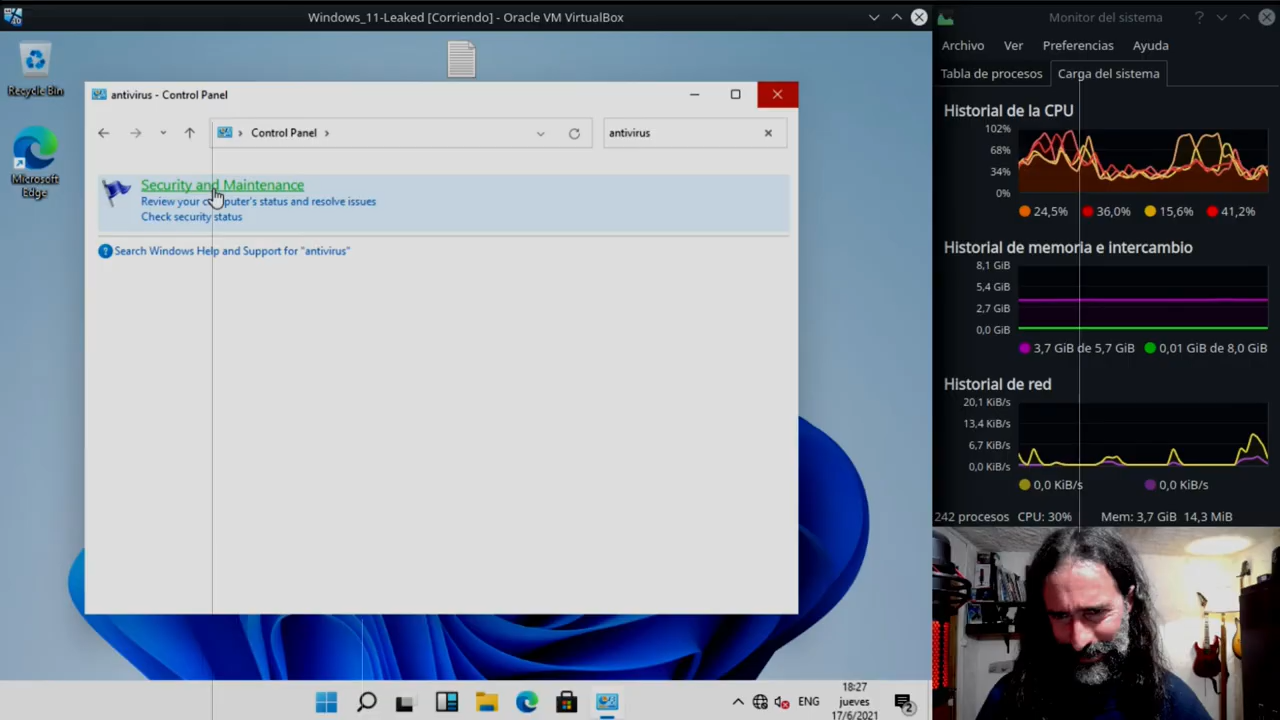 Windows_11-Leaked [Corriendo] - Oracle VM VirtualBox
Recycle Bin
Microsoft
Edge
antivirus - Control Panel
Control Panel
antivirus
Security and Maintenance
Review your computer's status and resolve issues
Check security status
Search Windows Help and Support for "antivirus"
ENG
18:27
jueves
17/6/2021
2
Monitor del sistema
Archivo Ver Preferencias Ayuda
Tabla de procesos Carga del sistema
Historial de la CPU
102%
68%
34%
0%
24,5% 36,0% 15,6% 41,2%
Historial de memoria e intercambio
8,1 GiB
5,4 GiB
2,7 GiB
0,0 GiB
3,7 GiB de 5,7 GiB 0,01 GiB de 8,0 GiB
Historial de red
20,1 KiB/s
13,4 KiB/s
6,7 KiB/s
0,0 KiB/s
0,0 KiB/s 0,0 KiB/s
242 procesos CPU: 30% Mem: 3,7 GiB 14,3 MiB